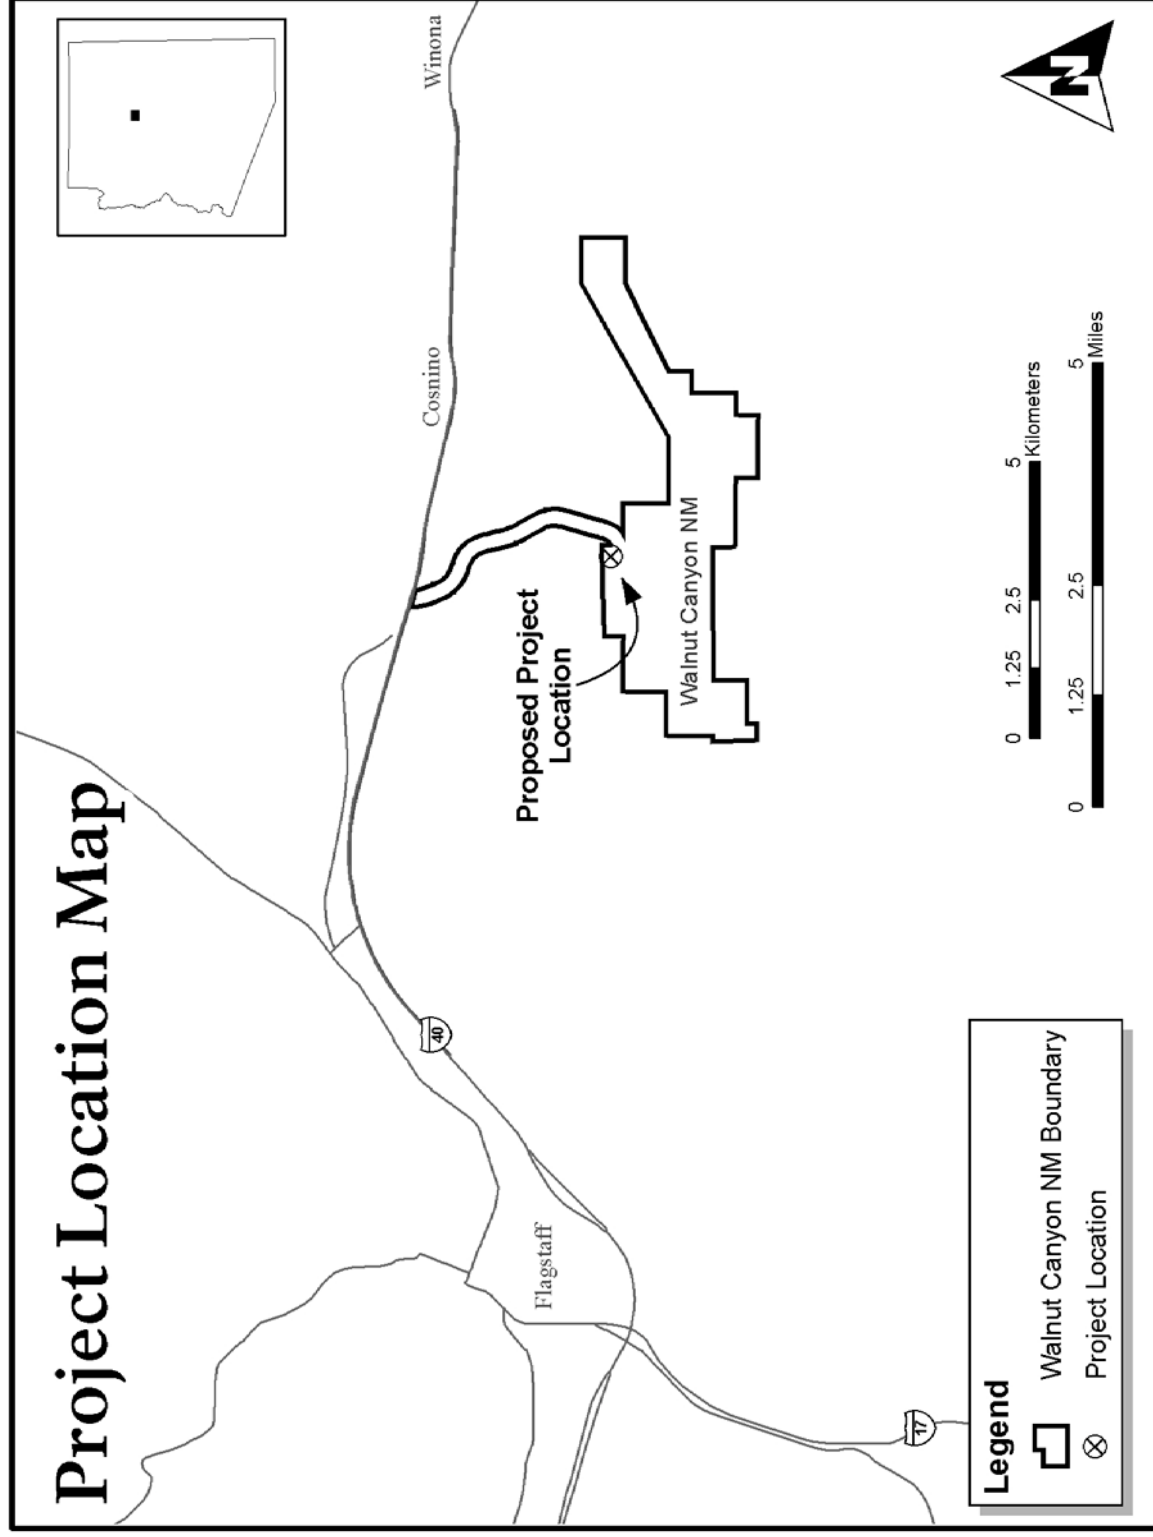 Project Location Map
Winona
Cosnino
40
Flagstaff
17
Proposed Project
Location
Walnut Canyon NM
N
0 1.25 2.5 5
Kilometers
0 1.25 2.5 5
Miles
Legend
Walnut Canyon NM Boundary
Project Location